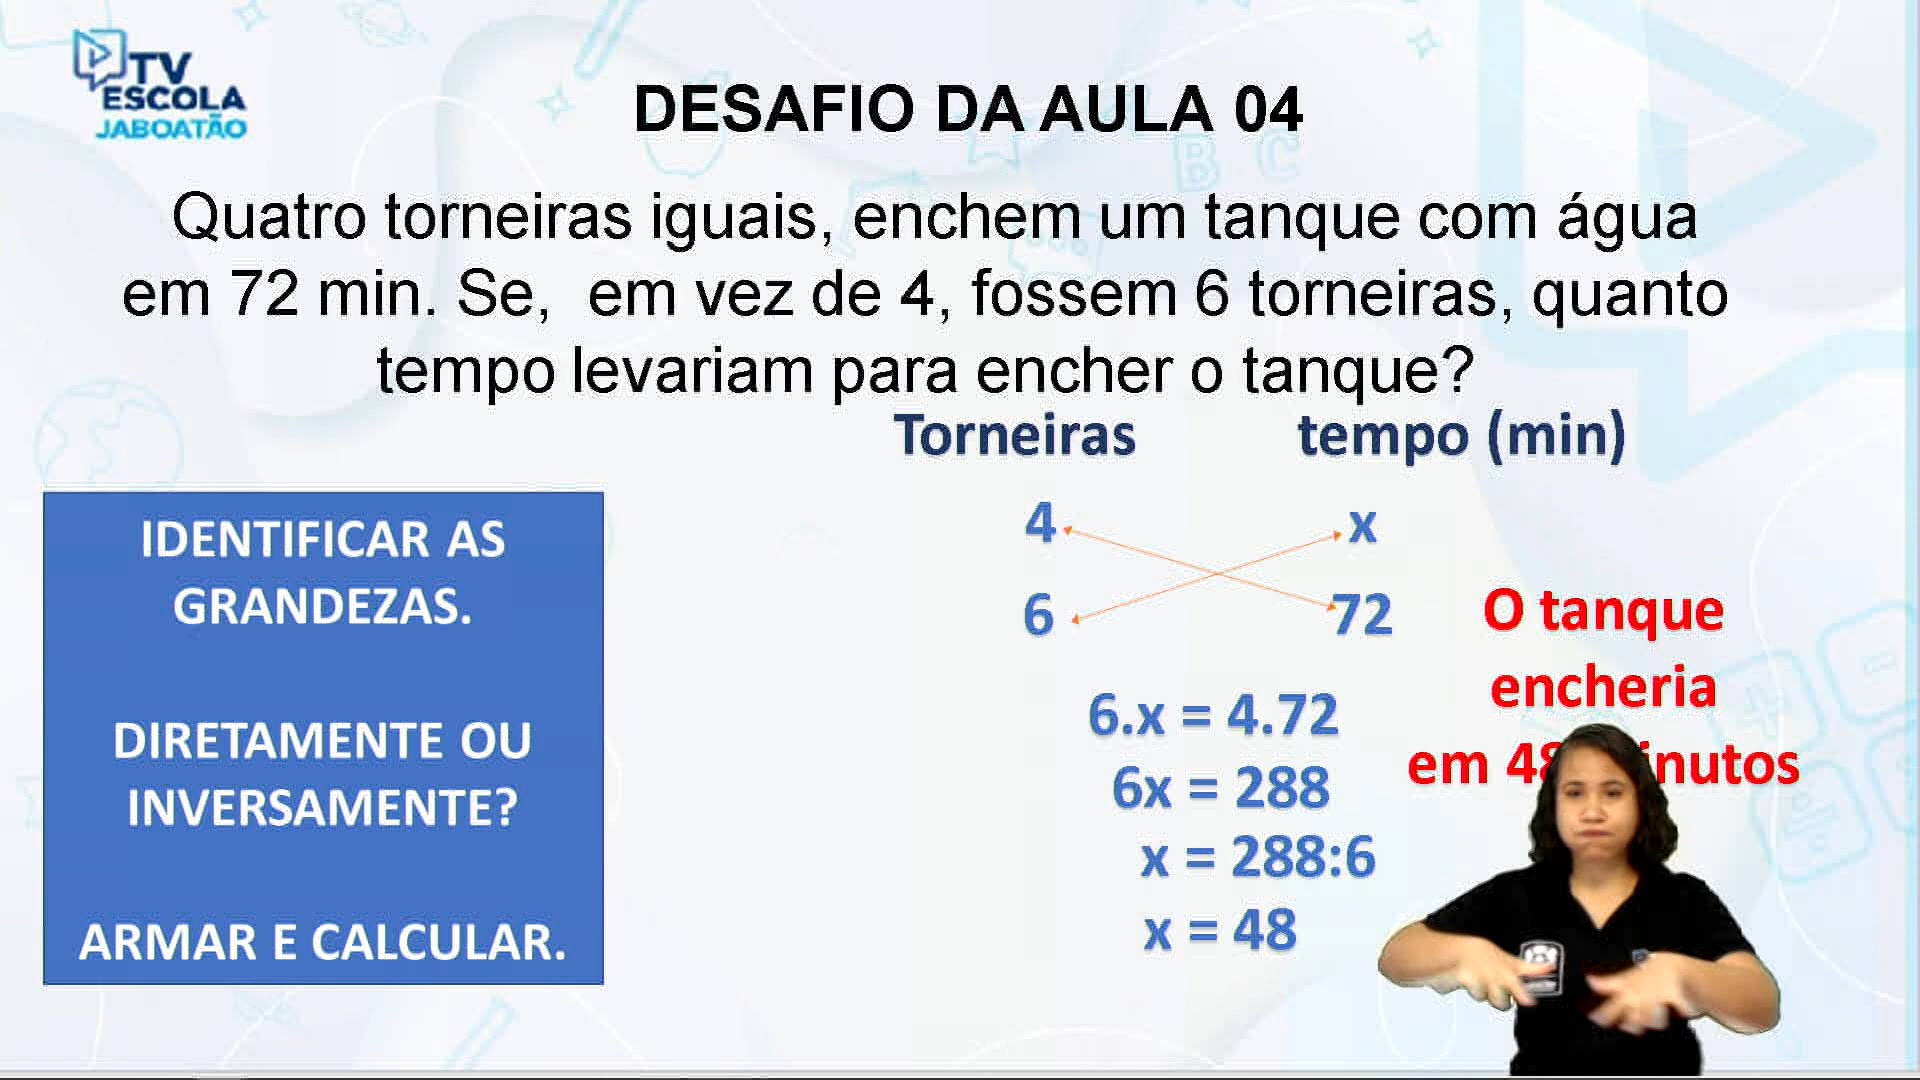 TV
ESCOLA
JABOATÃO
DESAFIO DA AULA 04
Quatro torneiras iguais, enchem um tanque com água
em 72 min. Se, em vez de 4, fossem 6 torneiras, quanto
tempo levariam para encher o tanque?
Torneiras tempo (min)
4 x
6 72
IDENTIFICAR AS
GRANDEZAS.
DIRETAMENTE OU
INVERSAMENTE?
ARMAR E CALCULAR.
6.x = 4.72
6x = 288
x = 288:6
x = 48
O tanque
encheria
em 48 minutos
B C